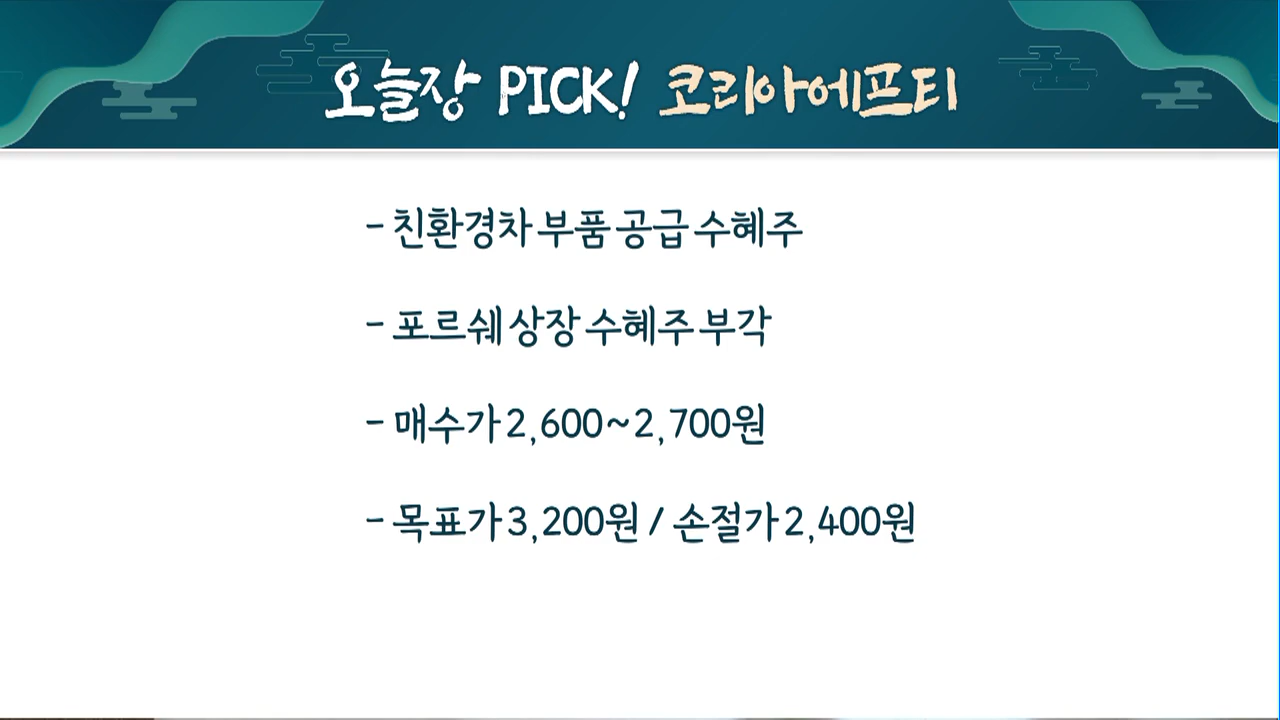 오늘장 PICK! 코리아에프티
- 친환경차 부품 공급 수혜주
- 포르쉐 상장 수혜주 부각
- 매수가 2,600~2,700원
- 목표가 3,200원 / 손절가 2,400원